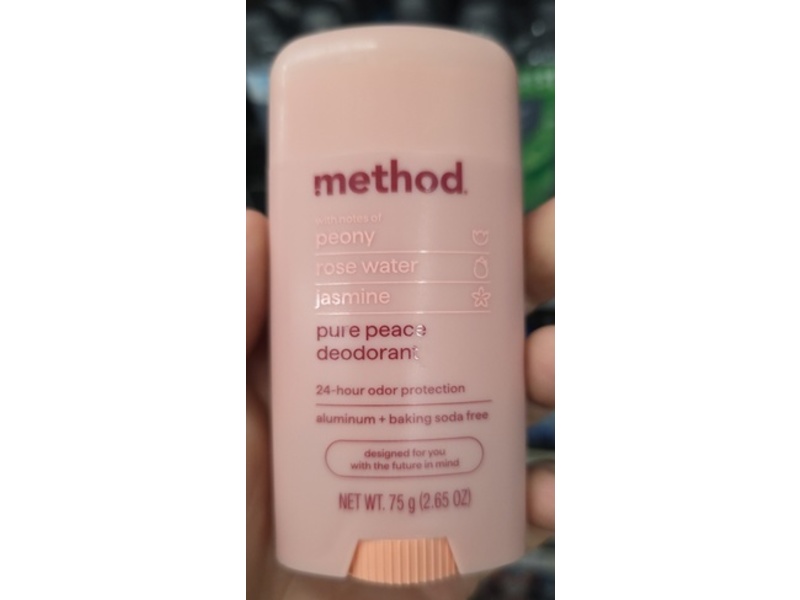 method.
with notes of
peony
rose water
jasmine
pure peace
deodorant
24-hour odor protection
aluminum + baking soda free
designed for you
with the future in mind
NET WT. 75 g (2.65 OZ)